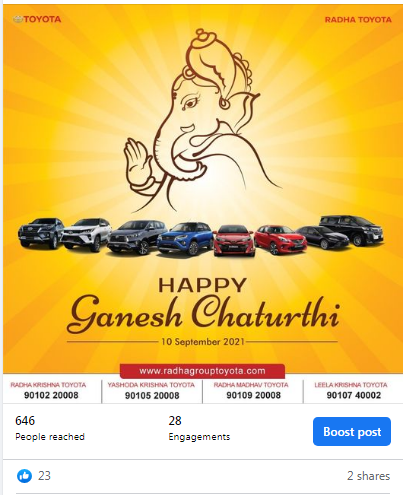 TOYOTA
RADHA TOYOTA
HAPPY
Ganesh Chaturthi
10 September 2021
www.radhagrouptoyota.com
RADHA KRISHNA TOYOTA
90102 20008
YASHODA KRISHNA TOYOTA
90105 20008
RADHA MADHAV TOYOTA
90109 20008
LEELA KRISHNA TOYOTA
90107 40002
646
People reached
28
Engagements
Boost post
23
2 shares